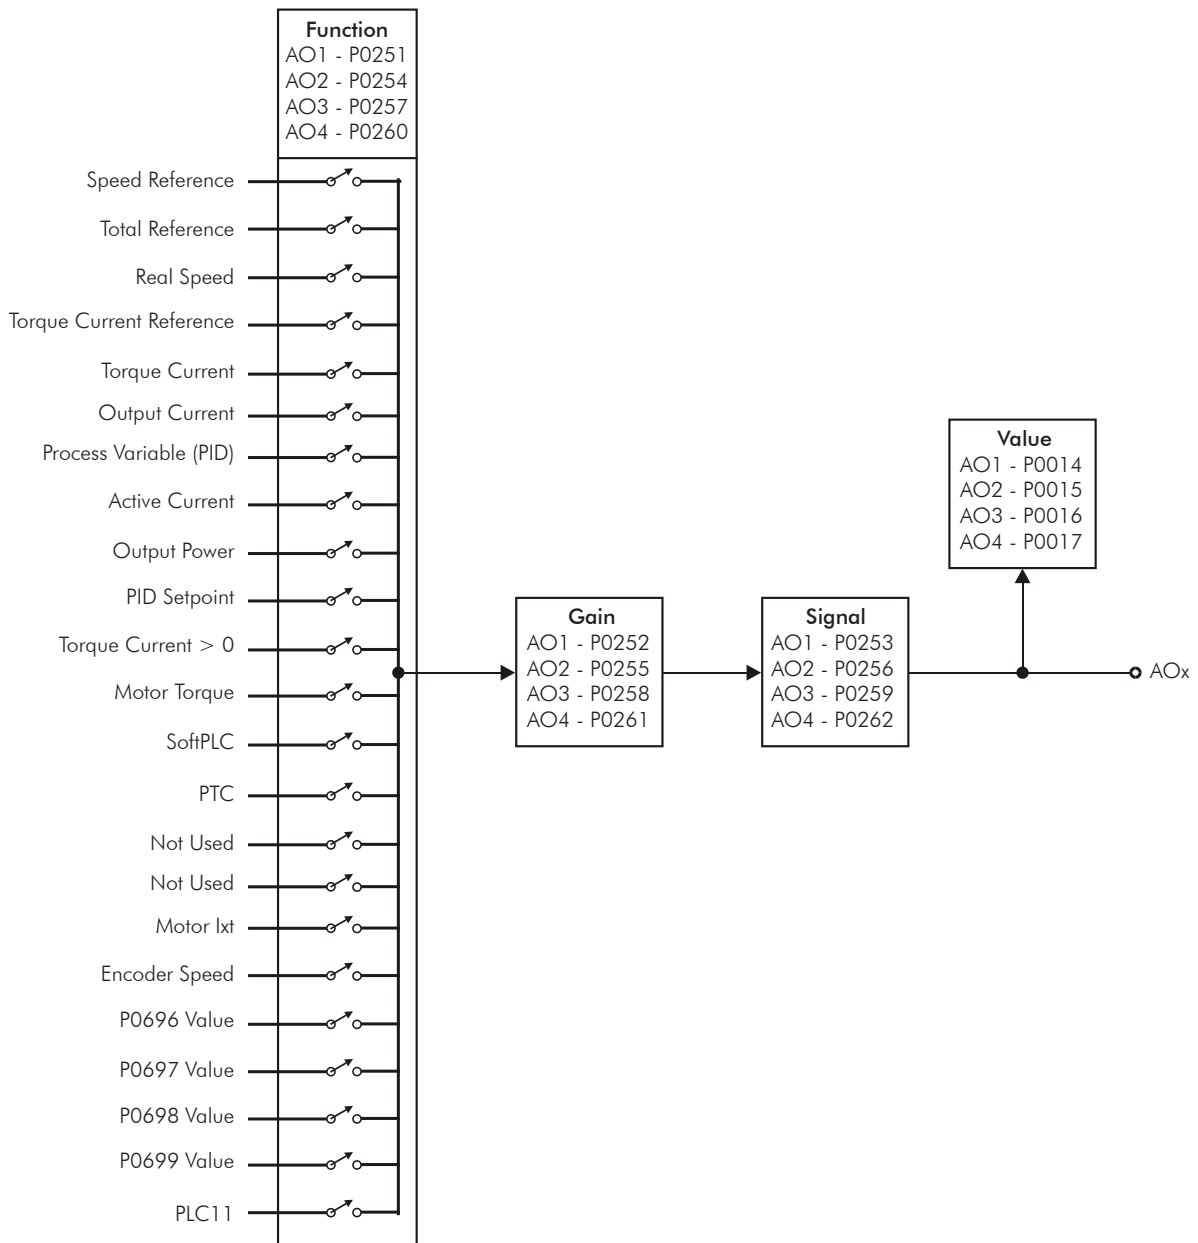 Function
AO1 - P0251
AO2 - P0254
AO3 - P0257
AO4 - P0260
Speed Reference
Total Reference
Real Speed
Torque Current Reference
Torque Current
Output Current
Process Variable (PID)
Active Current
Output Power
PID Setpoint
Torque Current > 0
Motor Torque
SoftPLC
PTC
Not Used
Not Used
Motor Ixt
Encoder Speed
P0696 Value
P0697 Value
P0698 Value
P0699 Value
PLC11
Gain
AO1 - P0252
AO2 - P0255
AO3 - P0258
AO4 - P0261
Signal
AO1 - P0253
AO2 - P0256
AO3 - P0259
AO4 - P0262
Value
AO1 - P0014
AO2 - P0015
AO3 - P0016
AO4 - P0017
AOx